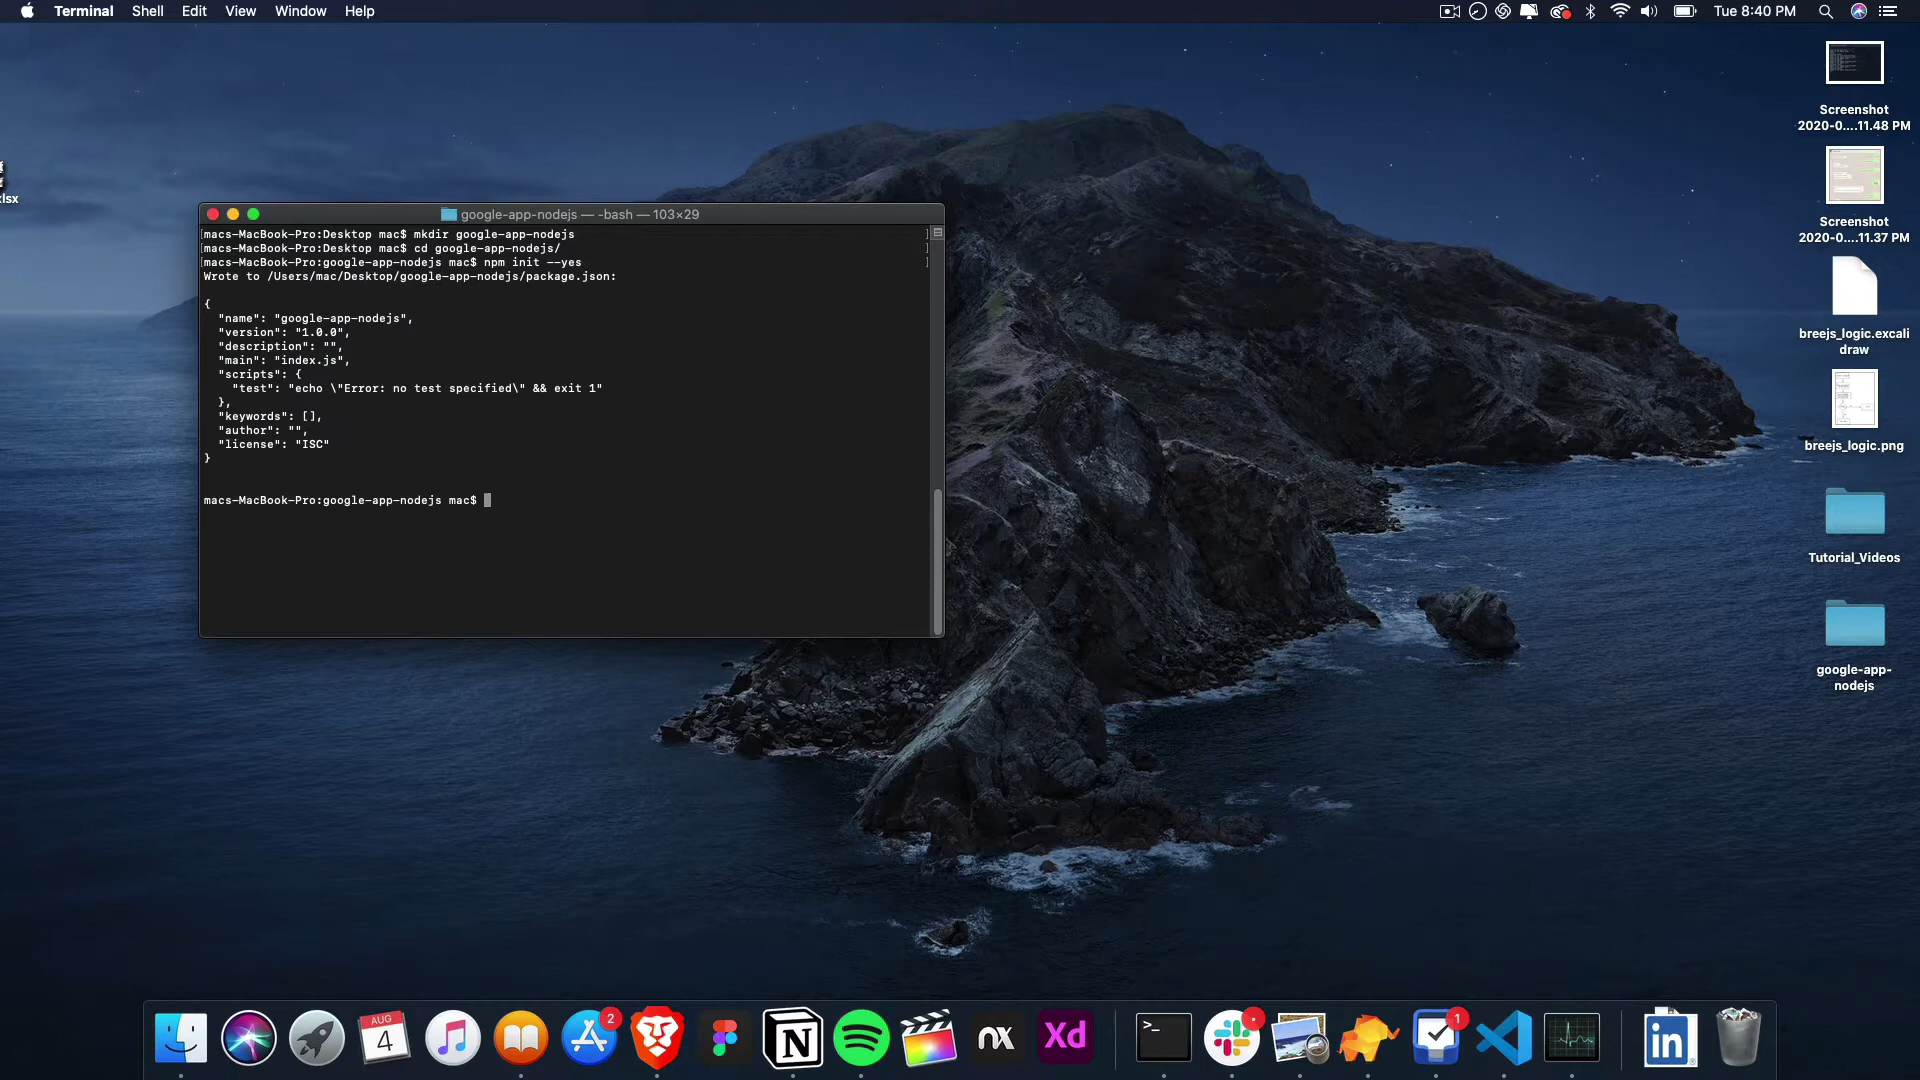 Terminal Shell Edit View Window Help
Tue 8:40 PM
google-app-nodejs — -bash — 103×29
[macs-MacBook-Pro:Desktop mac$ mkdir google-app-nodejs ]
[macs-MacBook-Pro:Desktop mac$ cd google-app-nodejs/ ]
[macs-MacBook-Pro:google-app-nodejs mac$ npm init --yes ]
Wrote to /Users/mac/Desktop/google-app-nodejs/package.json:
{
"name": "google-app-nodejs",
"version": "1.0.0",
"description": "",
"main": "index.js",
"scripts": {
"test": "echo \"Error: no test specified\" && exit 1"
},
"keywords": [],
"author": "",
"license": "ISC"
}
macs-MacBook-Pro:google-app-nodejs mac$
xlsx
Screenshot
2020-0....11.48 PM
Screenshot
2020-0....11.37 PM
breejs_logic.excali
draw
breejs_logic.png
Tutorial_Videos
google-app-
nodejs
AUG
4
2
N
nx
Xd
>_
1
in